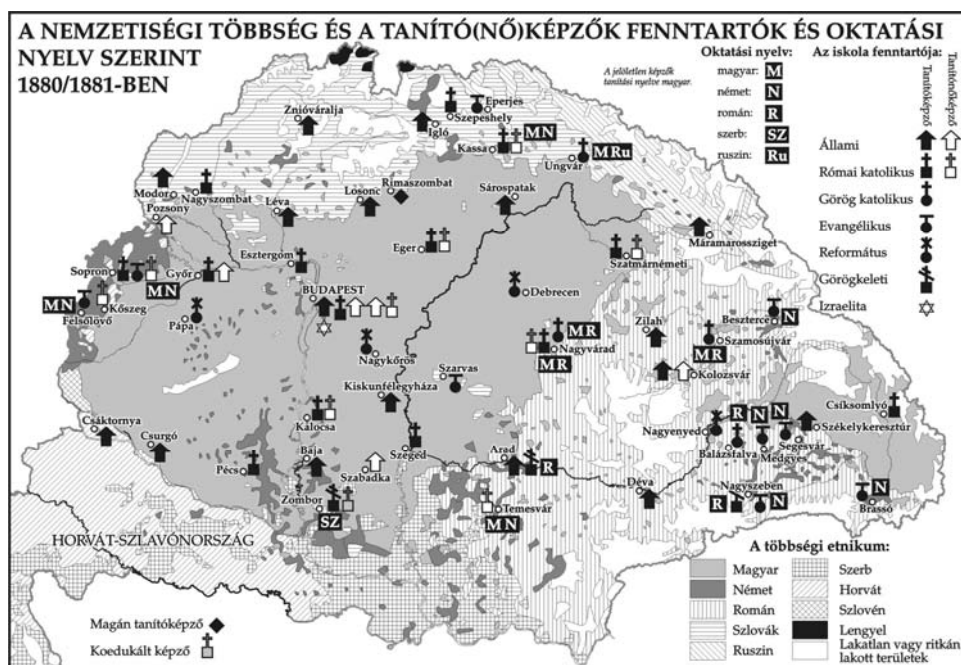 A NEMZETISÉGI TÖBBSÉG ÉS A TANÍTÓ(NŐ)KÉPZŐK FENNTARTÓK ÉS OKTATÁSI
NYELV SZERINT
1880/1881-BEN
A jelöletlen képzők
tanítási nyelve magyar.
Oktatási nyelv:
magyar: M
német: N
román: R
szerb: SZ
ruszin: Ru
Az iskola fenntartója:
Tanítóképző
Tanítónőképző
Állami
Római katolikus
Görög katolikus
Evangélikus
Református
Görögkeleti
Izraelita
Znióváralja
Igló
Szepeshely
Eperjes
Kassa
MN
Ungvár
MRu
Modor
Nagyszombat
Pozsony
Léva
Losonc
Rimaszombat
Sárospatak
Máramarossziget
Sopron
Győr
MN
Esztergom
Eger
Szatmárnémeti
MN
Felsőlövő
Kőszeg
Pápa
BUDAPEST
Debrecen
Nagykőrös
MR
Nagyvárad
MR
Zilah
Beszterce
N
Szamosújvár
MR
Kolozsvár
Szarvas
Kiskunfélegyháza
Csáktornya
Csurgó
Kalocsa
Pécs
Baja
Szeged
Szabadka
Arad
R
Zombor
SZ
Temesvár
MN
Déva
Nagyenyed
R
N
N
Balázsfalva
Medgyes
Segesvár
Székelykeresztúr
Csíksomlyó
Nagyszeben
R
N
N
Brassó
HORVÁT-SZLAVÓNORSZÁG
Magán tanítóképző
Koedukált képző
A többségi etnikum:
Magyar
Német
Román
Szlovák
Ruszin
Szerb
Horvát
Szlovén
Lengyel
Lakatlan vagy ritkán
lakott területek